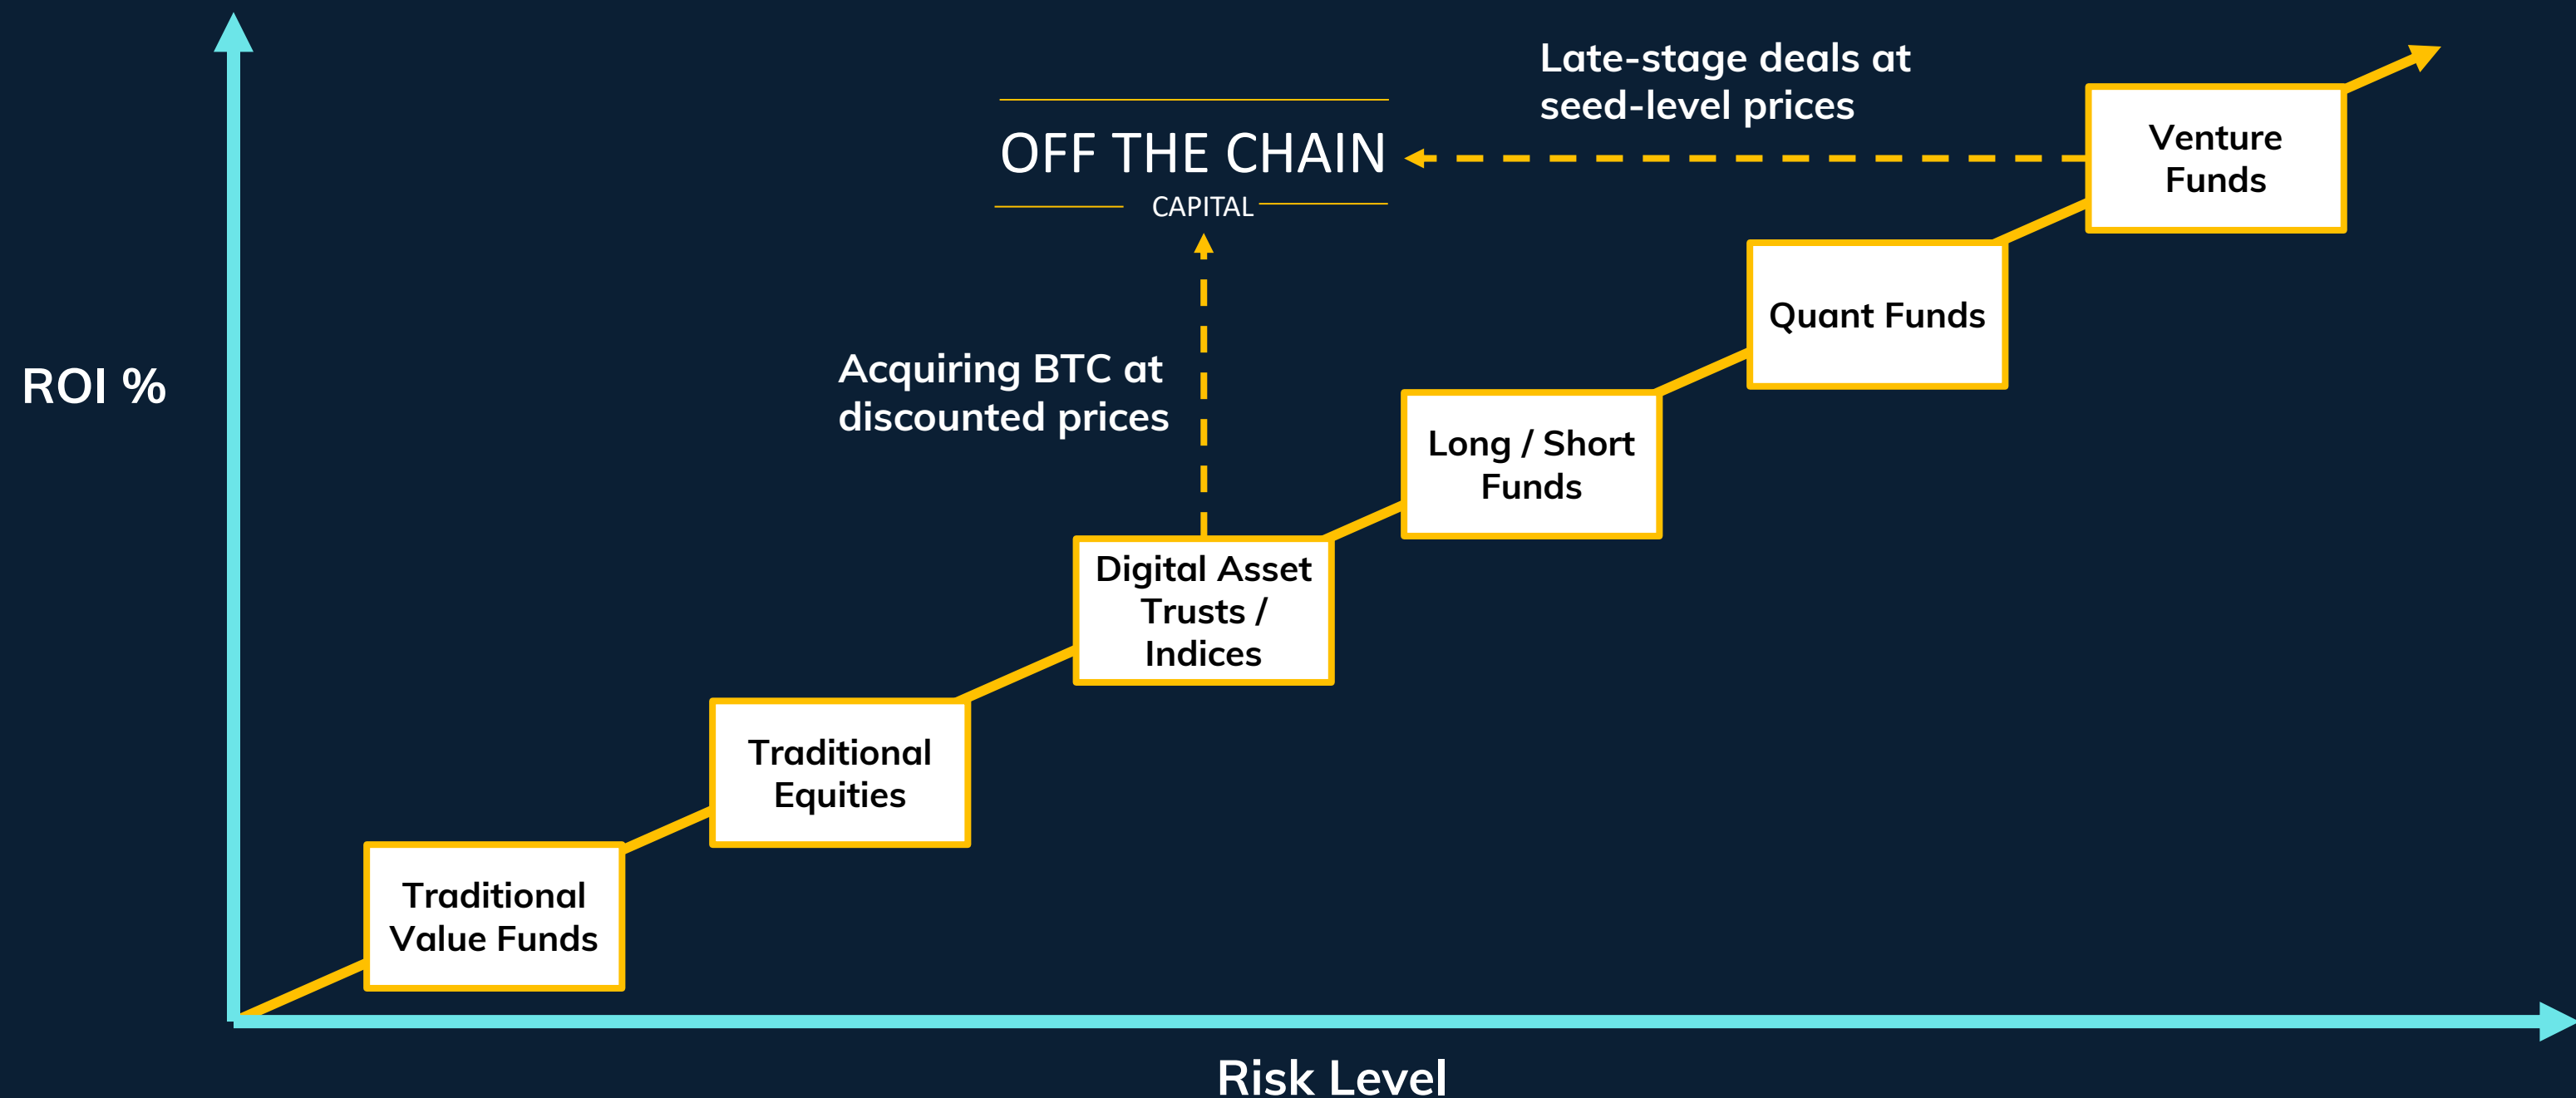 Late-stage deals at
seed-level prices
OFF THE CHAIN
CAPITAL
Venture
Funds
Quant Funds
Acquiring BTC at
discounted prices
ROI %
Long / Short
Funds
Digital Asset
Trusts /
Indices
Traditional
Equities
Traditional
Value Funds
Risk Level